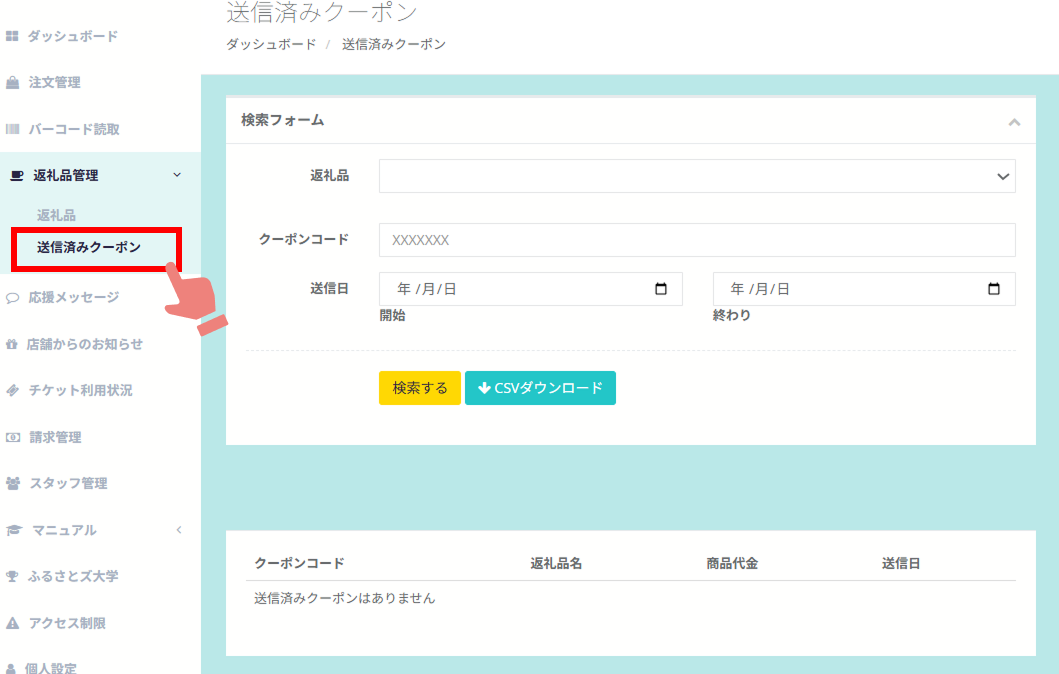 ダッシュボード
注文管理
バーコード読取
返礼品管理
返礼品
送信済みクーポン
応援メッセージ
店舗からのお知らせ
チケット利用状況
請求管理
スタッフ管理
マニュアル
ふるさとズ大学
アクセス制限
個人設定
送信済みクーポン
ダッシュボード / 送信済みクーポン
検索フォーム
返礼品
クーポンコード XXXXXXX
送信日 年 /月/日 年 /月/日
開始 終わり
検索する CSVダウンロード
クーポンコード 返礼品名 商品代金 送信日
送信済みクーポンはありません